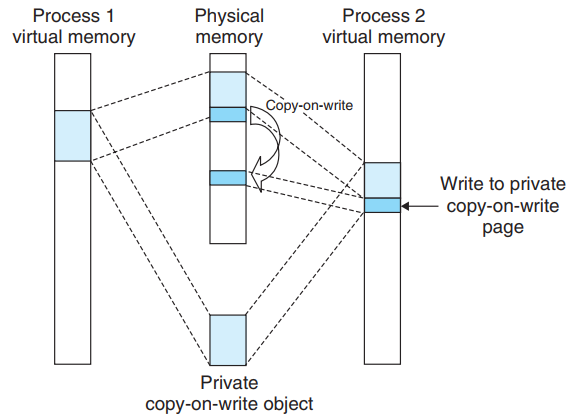 Process 1
virtual memory
Physical
memory
Process 2
virtual memory
Copy-on-write
Write to private
copy-on-write
page
Private
copy-on-write object